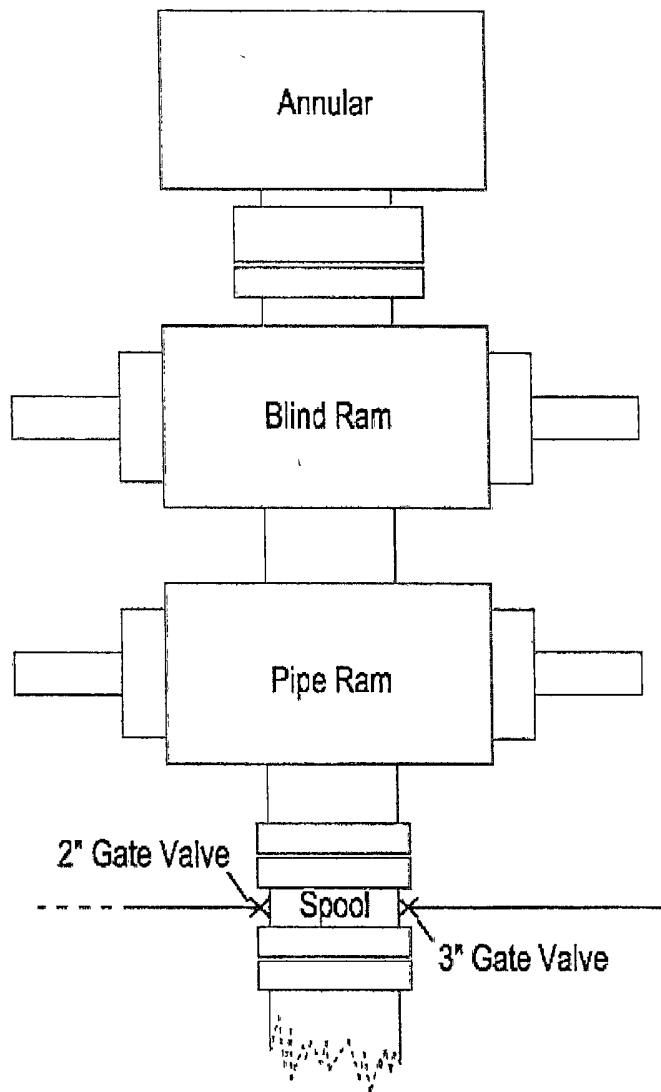 Annular
Blind Ram
Pipe Ram
2" Gate Valve
Spool
3" Gate Valve